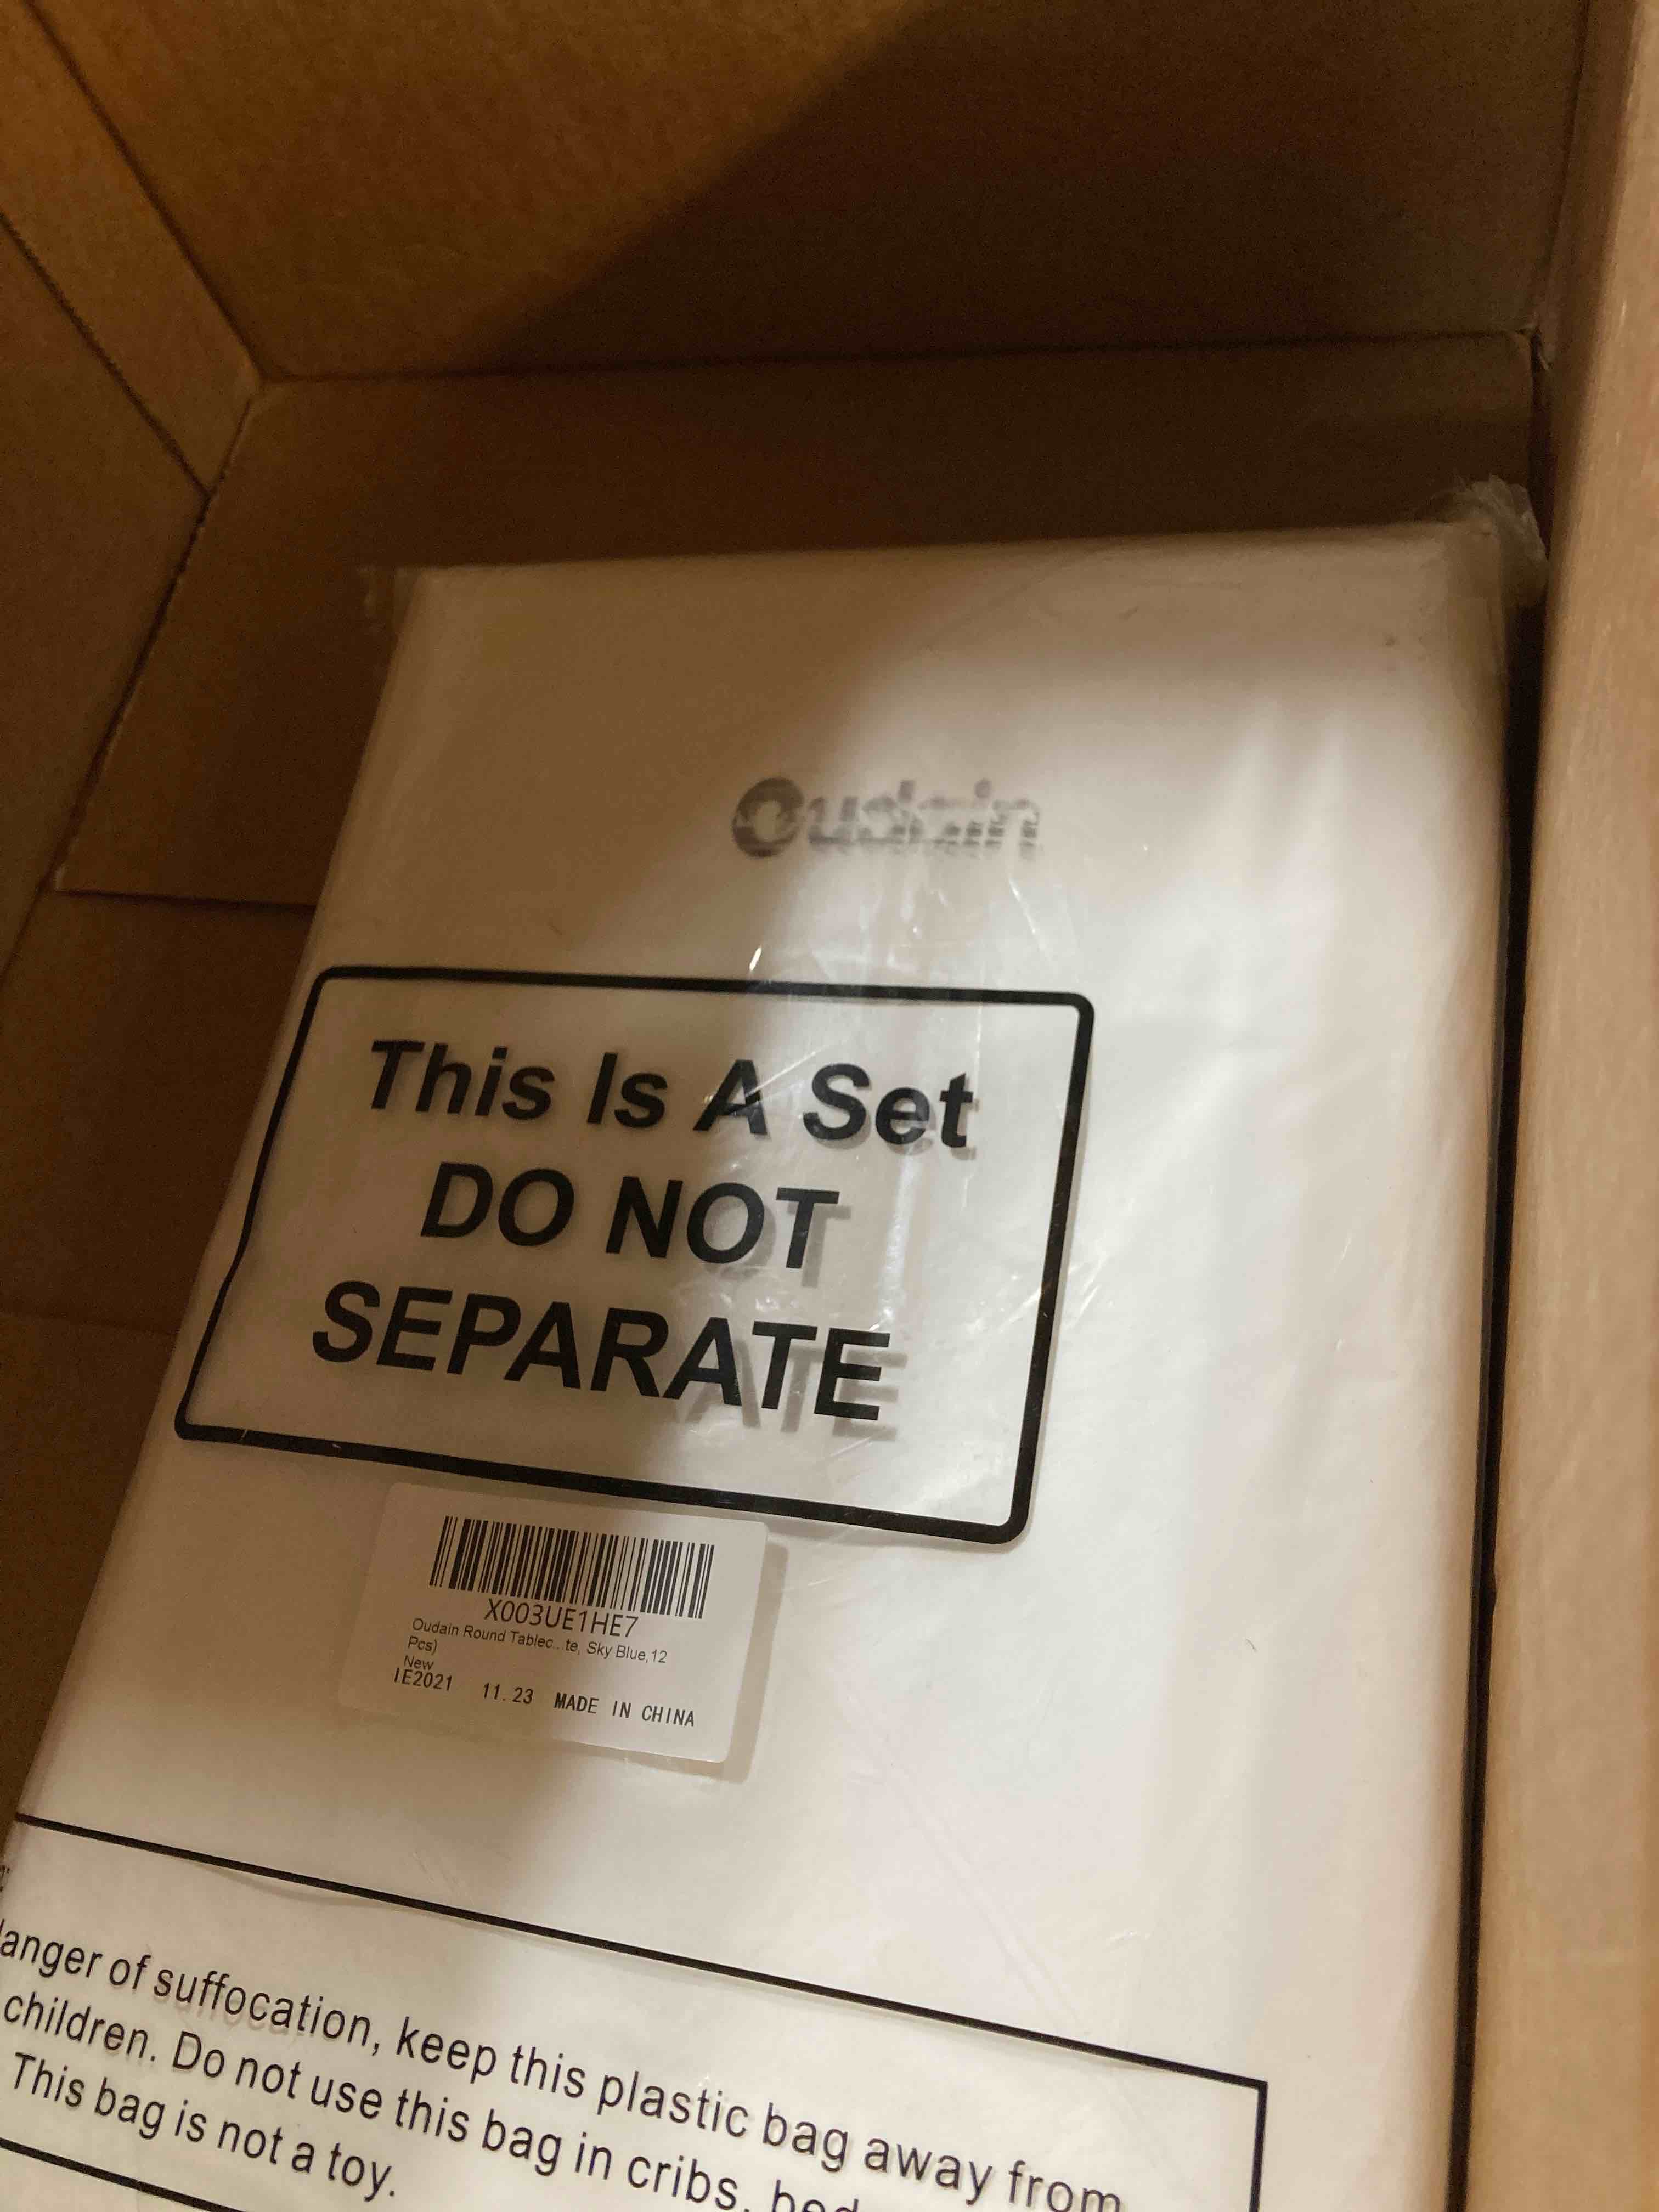 Oudain
This Is A Set
DO NOT
SEPARATE
X003UE1HE7
Oudain Round Tablec...te, Sky Blue,12
Pcs)
New
IE2021 11.23 MADE IN CHINA
anger of suffocation, keep this plastic bag away from
children. Do not use this bag in cribs,
This bag is not a toy.